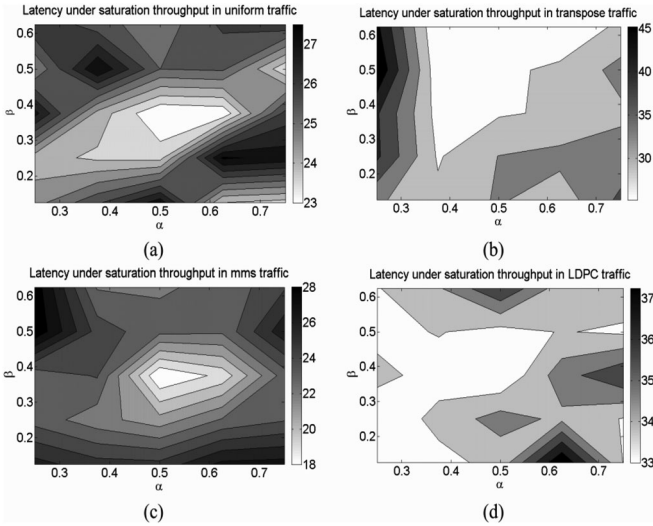 Latency under saturation throughput in uniform traffic
0.6
0.5
0.4
0.3
0.2
β
0.3 0.4 0.5 0.6 0.7
α
27
26
25
24
23
(a)
Latency under saturation throughput in transpose traffic
0.6
0.5
0.4
0.3
0.2
β
0.3 0.4 0.5 0.6 0.7
α
45
40
35
30
(b)
Latency under saturation throughput in mms traffic
0.6
0.5
0.4
0.3
0.2
β
0.3 0.4 0.5 0.6 0.7
α
28
26
24
22
20
18
(c)
Latency under saturation throughput in LDPC traffic
0.6
0.5
0.4
0.3
0.2
β
0.3 0.4 0.5 0.6 0.7
α
37
36
35
34
33
(d)